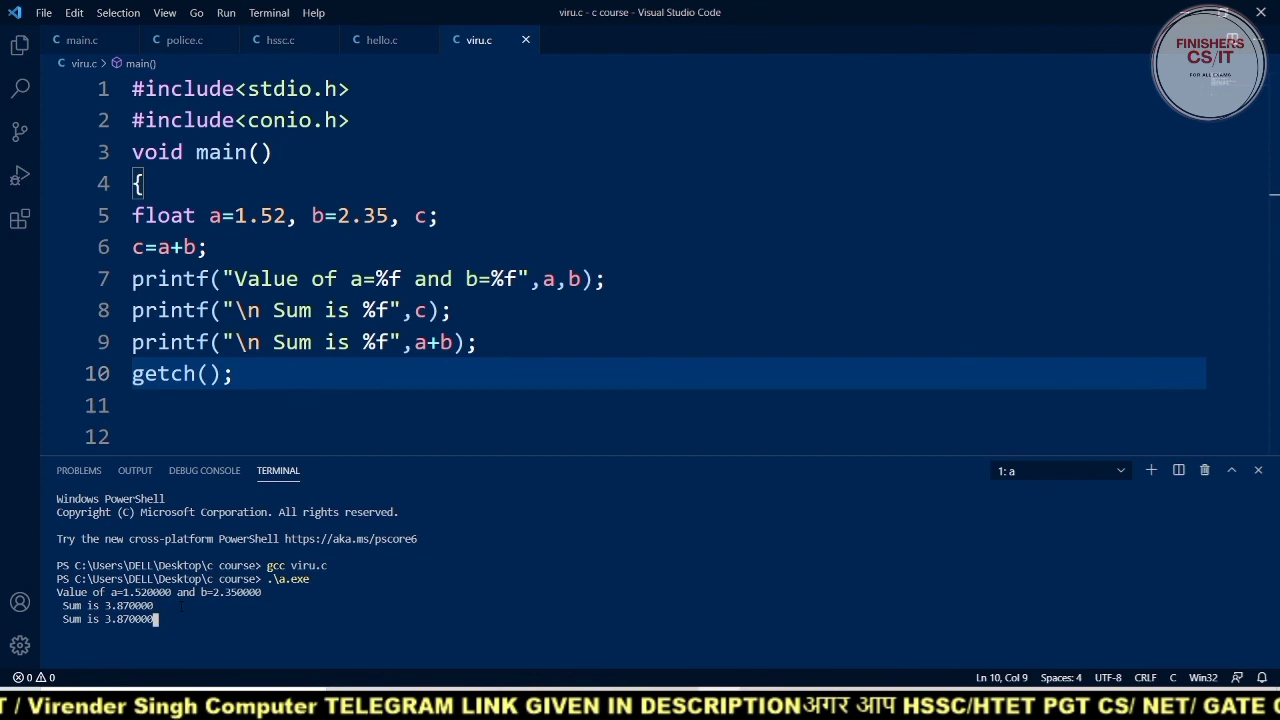 File Edit Selection View Go Run Terminal Help
viru.c - c course - Visual Studio Code
main.c police.c hssc.c hello.c viru.c
viru.c > main()
FINISHERS
CS/IT
FOR ALL EXAMS
1 #include<stdio.h>
2 #include<conio.h>
3 void main()
4 {
5 float a=1.52, b=2.35, c;
6 c=a+b;
7 printf("Value of a=%f and b=%f",a,b);
8 printf("\n Sum is %f",c);
9 printf("\n Sum is %f",a+b);
10 getch();
11
12
PROBLEMS OUTPUT DEBUG CONSOLE TERMINAL
1: a
Windows PowerShell
Copyright (C) Microsoft Corporation. All rights reserved.
Try the new cross-platform PowerShell https://aka.ms/pscore6
PS C:\Users\DELL\Desktop\c course> gcc viru.c
PS C:\Users\DELL\Desktop\c course> .\a.exe
Value of a=1.520000 and b=2.350000
Sum is 3.870000
Sum is 3.870000
0 0
Ln 10, Col 9 Spaces: 4 UTF-8 CRLF C Win32
/ Virender Singh Computer TELEGRAM LINK GIVEN IN DESCRIPTIONअगर आप HSSC/HTET PGT CS/ NET/ GATE